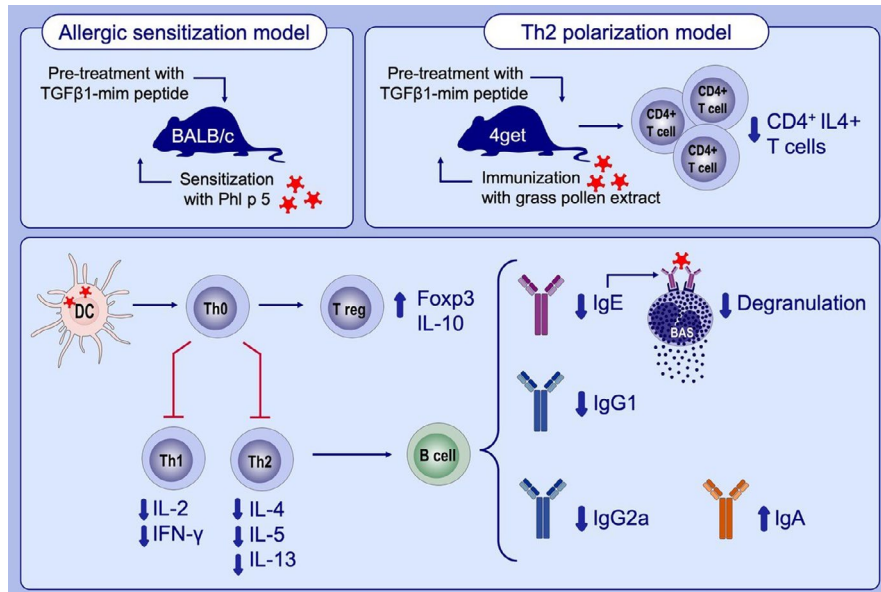 Allergic sensitization model
Pre-treatment with
TGFβ1-mim peptide
BALB/c
Sensitization
with Phl p 5
Th2 polarization model
Pre-treatment with
TGFβ1-mim peptide
4get
Immunization
with grass pollen extract
CD4+
T cell
CD4+
T cell
CD4+
T cell
CD4⁺ IL4+
T cells
DC
Th0
T reg
Foxp3
IL-10
Th1
IL-2
IFN-γ
Th2
IL-4
IL-5
IL-13
B cell
IgE
BAS
Degranulation
IgG1
IgG2a
IgA